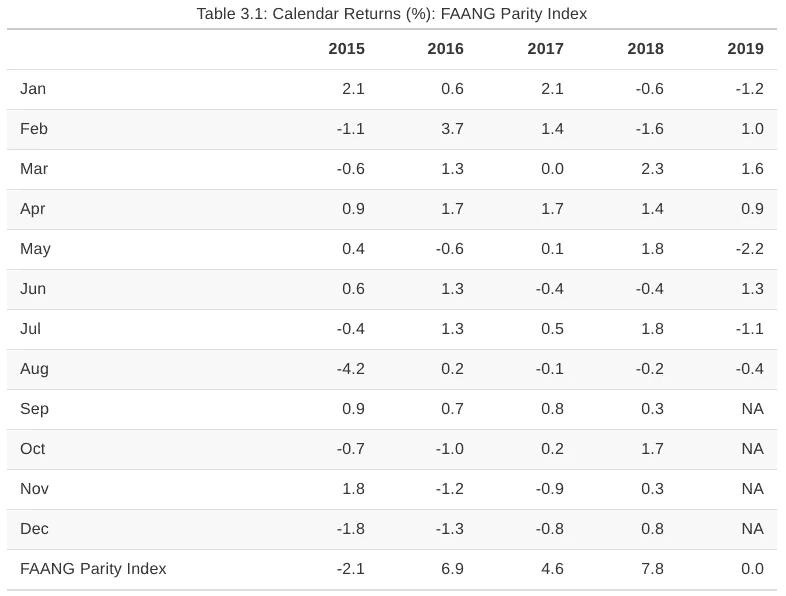 Table 3.1: Calendar Returns (%): FAANG Parity Index
2015 2016 2017 2018 2019
Jan 2.1 0.6 2.1 -0.6 -1.2
Feb -1.1 3.7 1.4 -1.6 1.0
Mar -0.6 1.3 0.0 2.3 1.6
Apr 0.9 1.7 1.7 1.4 0.9
May 0.4 -0.6 0.1 1.8 -2.2
Jun 0.6 1.3 -0.4 -0.4 1.3
Jul -0.4 1.3 0.5 1.8 -1.1
Aug -4.2 0.2 -0.1 -0.2 -0.4
Sep 0.9 0.7 0.8 0.3 NA
Oct -0.7 -1.0 0.2 1.7 NA
Nov 1.8 -1.2 -0.9 0.3 NA
Dec -1.8 -1.3 -0.8 0.8 NA
FAANG Parity Index -2.1 6.9 4.6 7.8 0.0